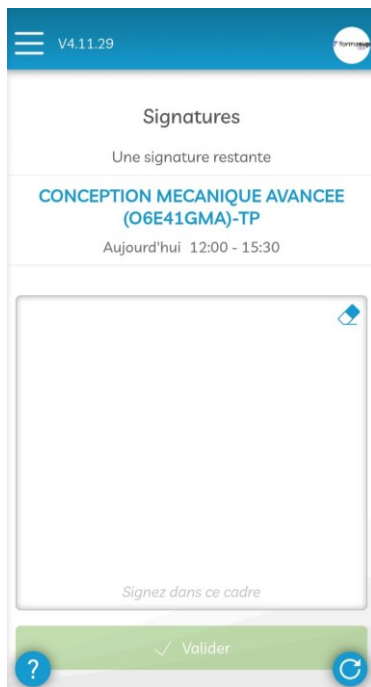 V4.11.29
formasup
Signatures
Une signature restante
CONCEPTION MECANIQUE AVANCEE
(O6E41GMA)-TP
Aujourd'hui 12:00 - 15:30
Signez dans ce cadre
Valider
?